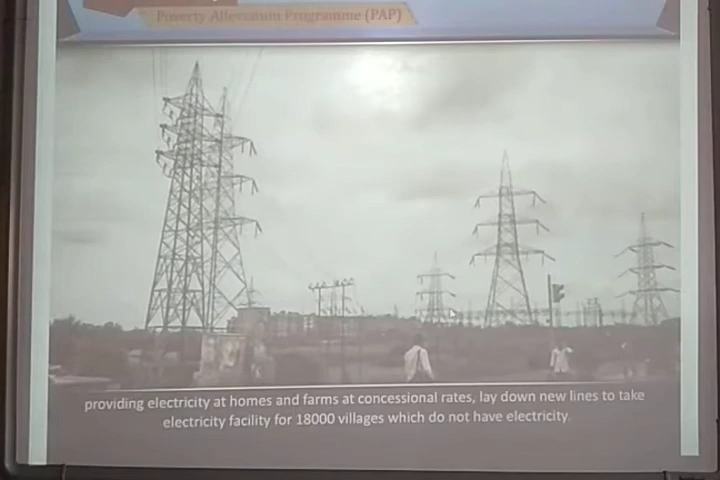 Poverty Alleviation Programme (PAP)
providing electricity at homes and farms at concessional rates, lay down new lines to take
electricity facility for 18000 villages which do not have electricity.